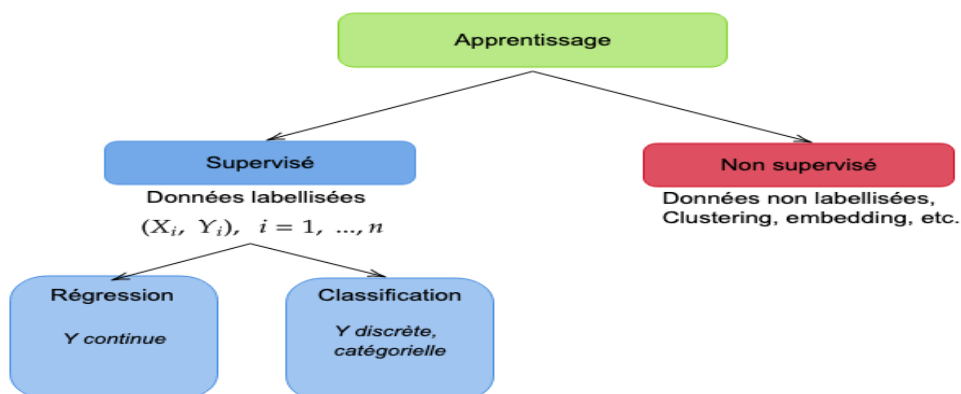 Apprentissage
Supervisé
Données labellisées
(Xᵢ, Yᵢ), i = 1, ..., n
Régression
Y continue
Classification
Y discrète,
catégorielle
Non supervisé
Données non labellisées,
Clustering, embedding, etc.